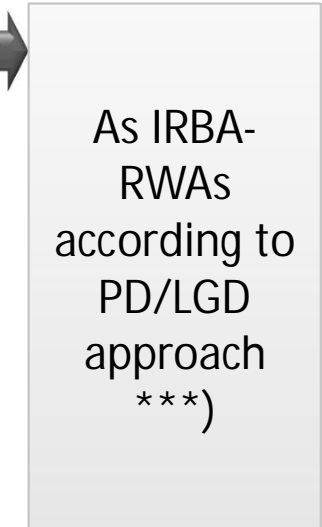 As IRBA-
RWAs
according to
PD/LGD
approach
***)